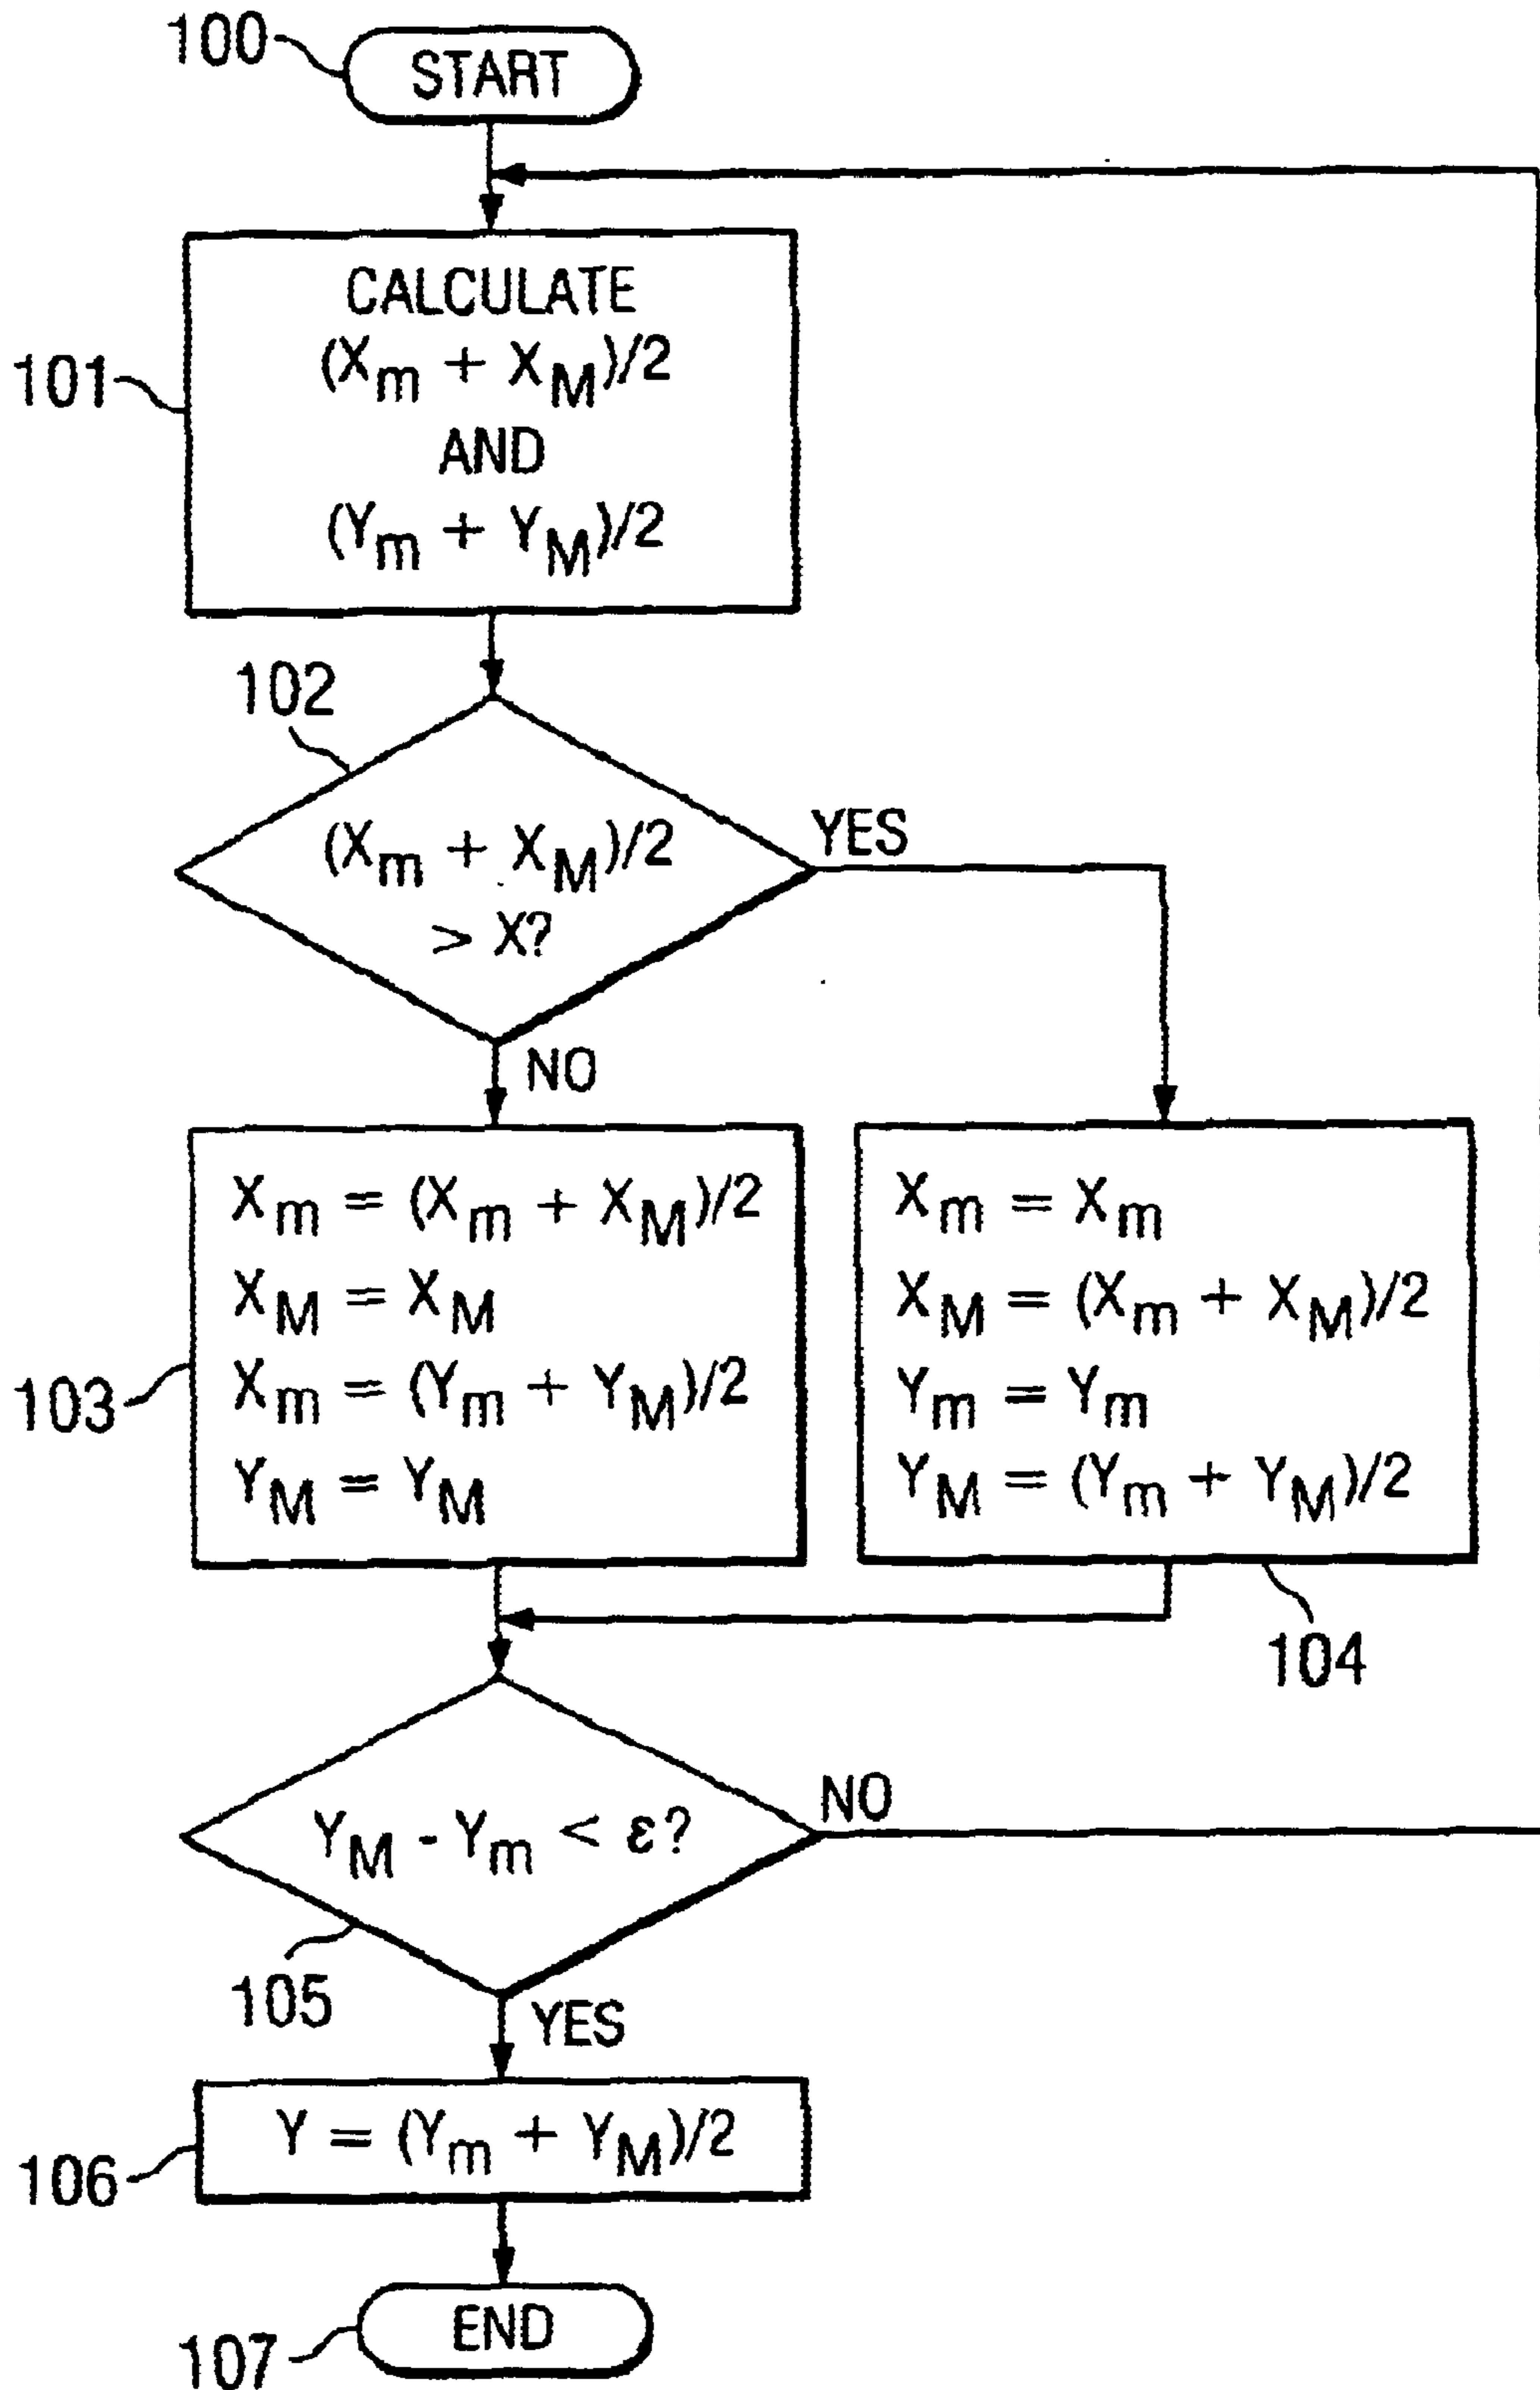 100
START
101
CALCULATE
(Xm + XM)/2
AND
(Ym + YM)/2
102
(Xm + XM)/2
> X?
YES
NO
103
Xm = (Xm + XM)/2
XM = XM
Xm = (Ym + YM)/2
YM = YM
Xm = Xm
XM = (Xm + XM)/2
Ym = Ym
YM = (Ym + YM)/2
104
YM - Ym < ε?
NO
105
YES
106
Y = (Ym + YM)/2
107
END